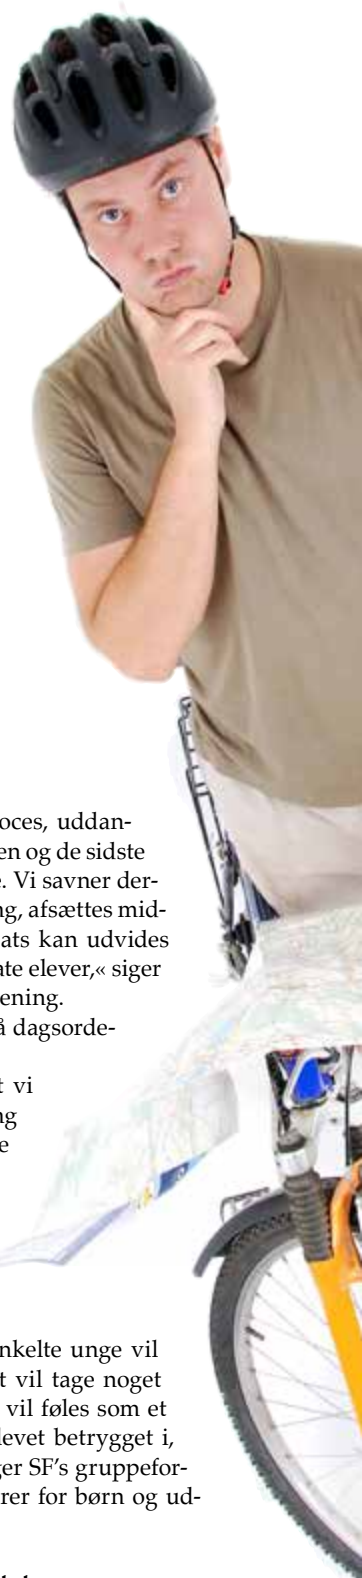 oces, uddan-
en og de sidste
e. Vi savner der-
ng, afsættes mid-
ats kan udvides
ate elever,« siger
ening.
å dagsorde-
t vi
ng
e
nkelte unge vil
t vil tage noget
vil føles som et
levet betrygget i,
ger SF's gruppefor-
rer for børn og ud-